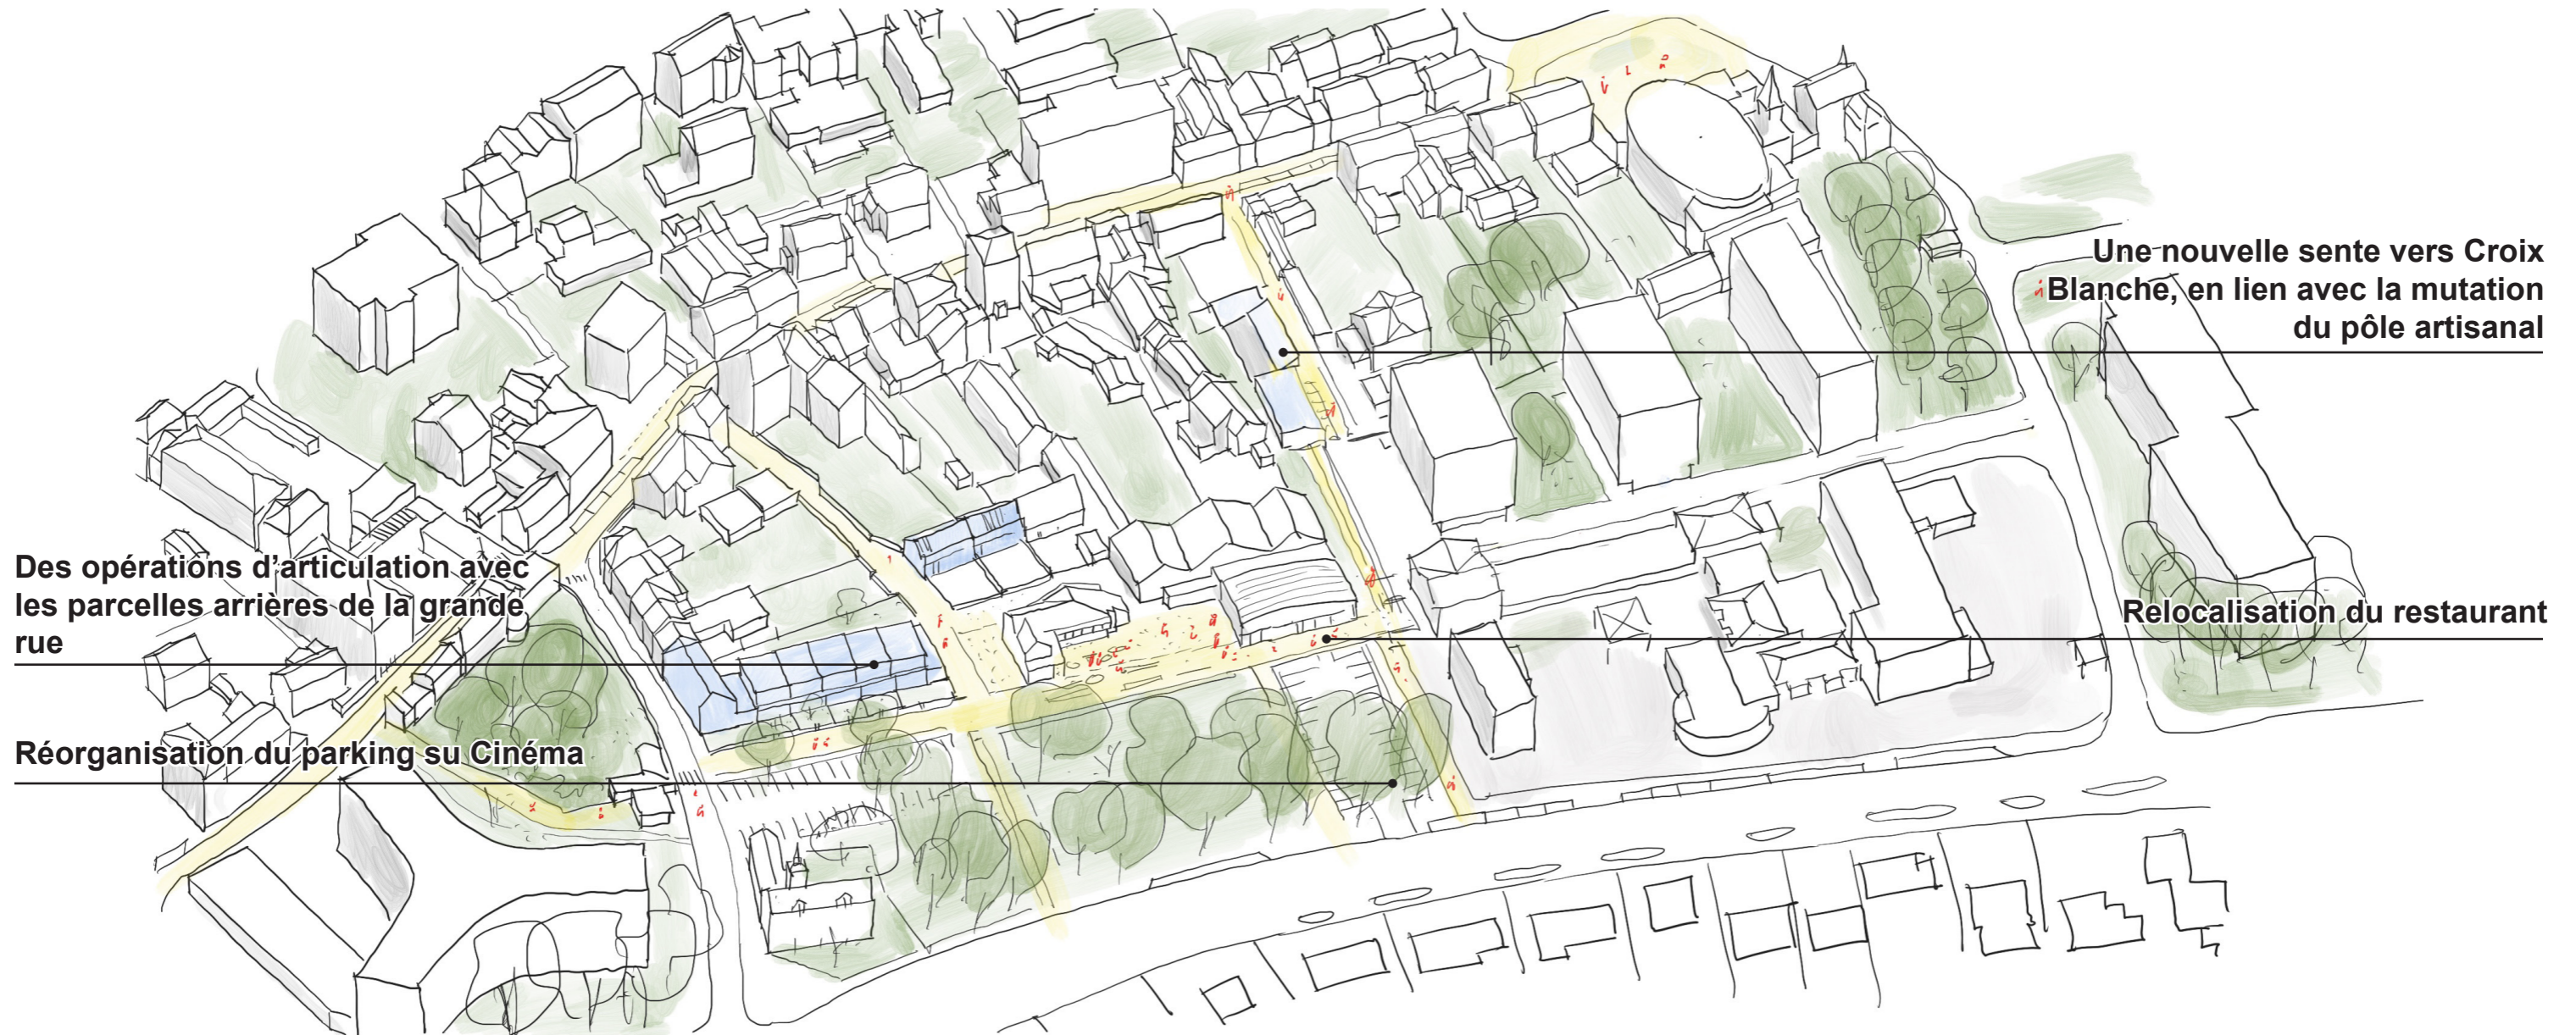 Une nouvelle sente vers Croix
Blanche, en lien avec la mutation
du pôle artisanal
Des opérations d'articulation avec
les parcelles arrières de la grande
rue
Relocalisation du restaurant
Réorganisation du parking su Cinéma